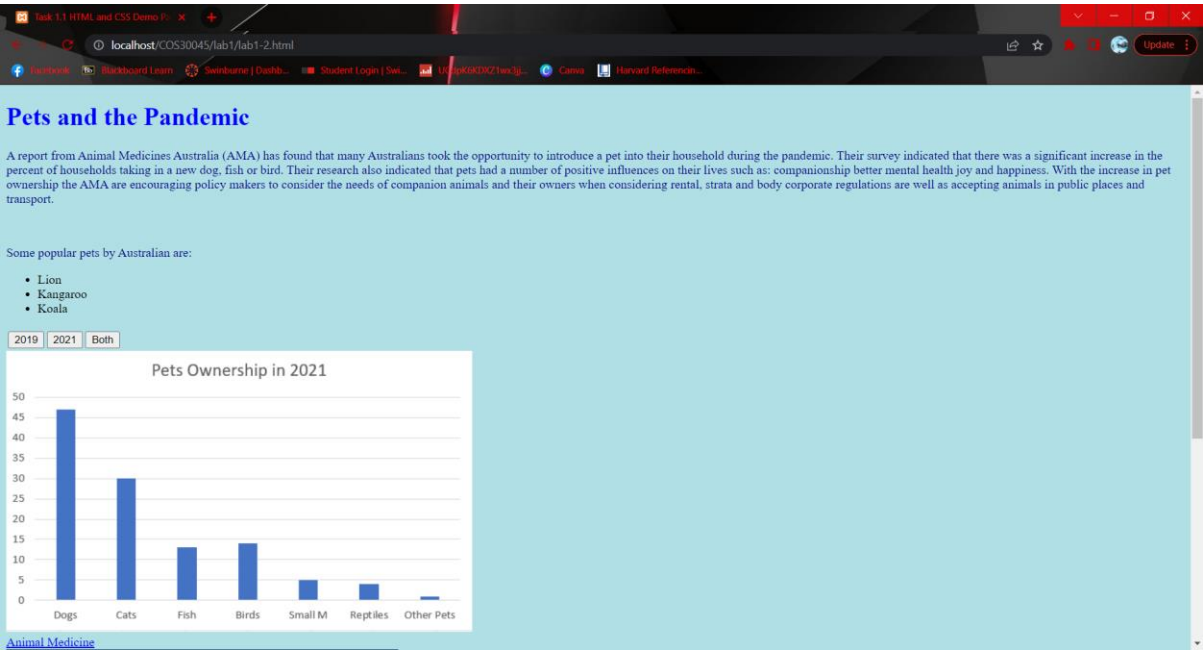 Task 1.1 HTML and CSS Demo P
localhost/COS30045/lab1/lab1-2.html
Update
Facebook Blackboard Learn Swinburne | Dashb... Student Login | Swi... Canva Harvard Referencin...
Pets and the Pandemic
A report from Animal Medicines Australia (AMA) has found that many Australians took the opportunity to introduce a pet into their household during the pandemic. Their survey indicated that there was a significant increase in the
percent of households taking in a new dog, fish or bird. Their research also indicated that pets had a number of positive influences on their lives such as: companionship better mental health joy and happiness. With the increase in pet
ownership the AMA are encouraging policy makers to consider the needs of companion animals and their owners when considering rental, strata and body corporate regulations are well as accepting animals in public places and
transport.
Some popular pets by Australian are:
Lion
Kangaroo
Koala
2019 2021 Both
Pets Ownership in 2021
50
45
40
35
30
25
20
15
10
5
0
Dogs Cats Fish Birds Small M Reptiles Other Pets
Animal Medicine